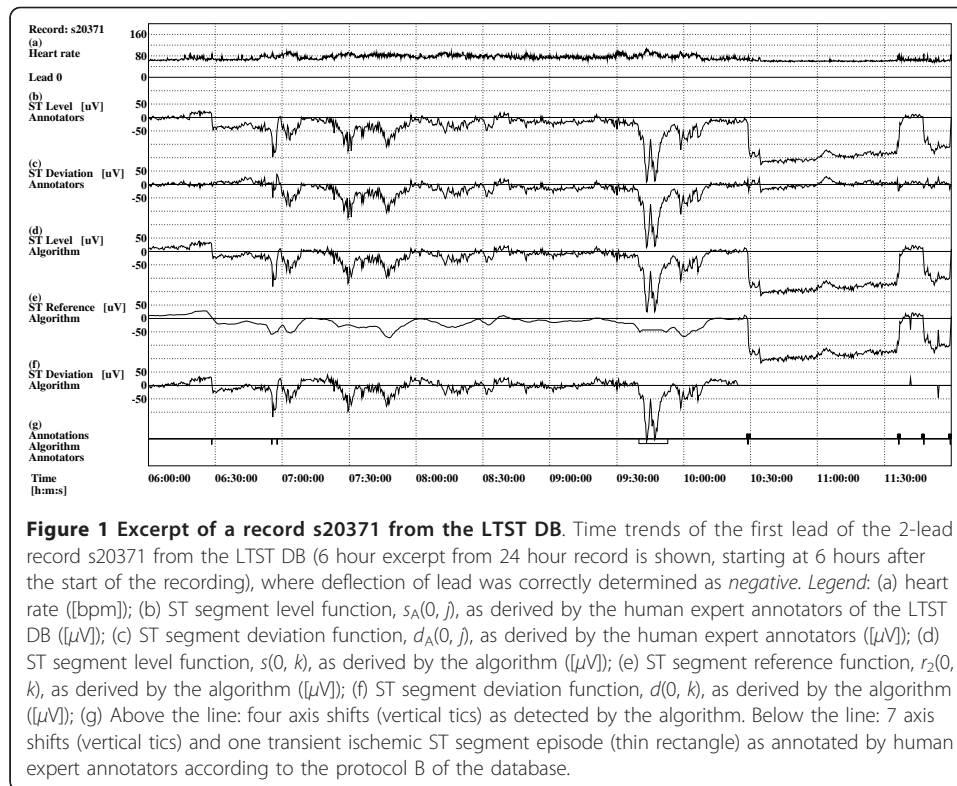 Record: s20371
(a)
Heart rate
160
80
Lead 0
0
(b)
ST Level [uV]
Annotators
50
0
-50
(c)
ST Deviation [uV]
Annotators
50
0
-50
(d)
ST Level [uV]
Algorithm
50
0
-50
(e)
ST Reference [uV]
Algorithm
50
0
-50
(f)
ST Deviation [uV]
Algorithm
50
0
-50
(g)
Annotations
Algorithm
Annotators
Time
[h:m:s]
06:00:00 06:30:00 07:00:00 07:30:00 08:00:00 08:30:00 09:00:00 09:30:00 10:00:00 10:30:00 11:00:00 11:30:00
Figure 1 Excerpt of a record s20371 from the LTST DB. Time trends of the first lead of the 2-lead
record s20371 from the LTST DB (6 hour excerpt from 24 hour record is shown, starting at 6 hours after
the start of the recording), where deflection of lead was correctly determined as negative. Legend: (a) heart
rate ([bpm]); (b) ST segment level function, sA(0, j), as derived by the human expert annotators of the LTST
DB ([μV]); (c) ST segment deviation function, dA(0, j), as derived by the human expert annotators ([μV]); (d)
ST segment level function, s(0, k), as derived by the algorithm ([μV]); (e) ST segment reference function, r2(0,
k), as derived by the algorithm ([μV]); (f) ST segment deviation function, d(0, k), as derived by the algorithm
([μV]); (g) Above the line: four axis shifts (vertical tics) as detected by the algorithm. Below the line: 7 axis
shifts (vertical tics) and one transient ischemic ST segment episode (thin rectangle) as annotated by human
expert annotators according to the protocol B of the database.